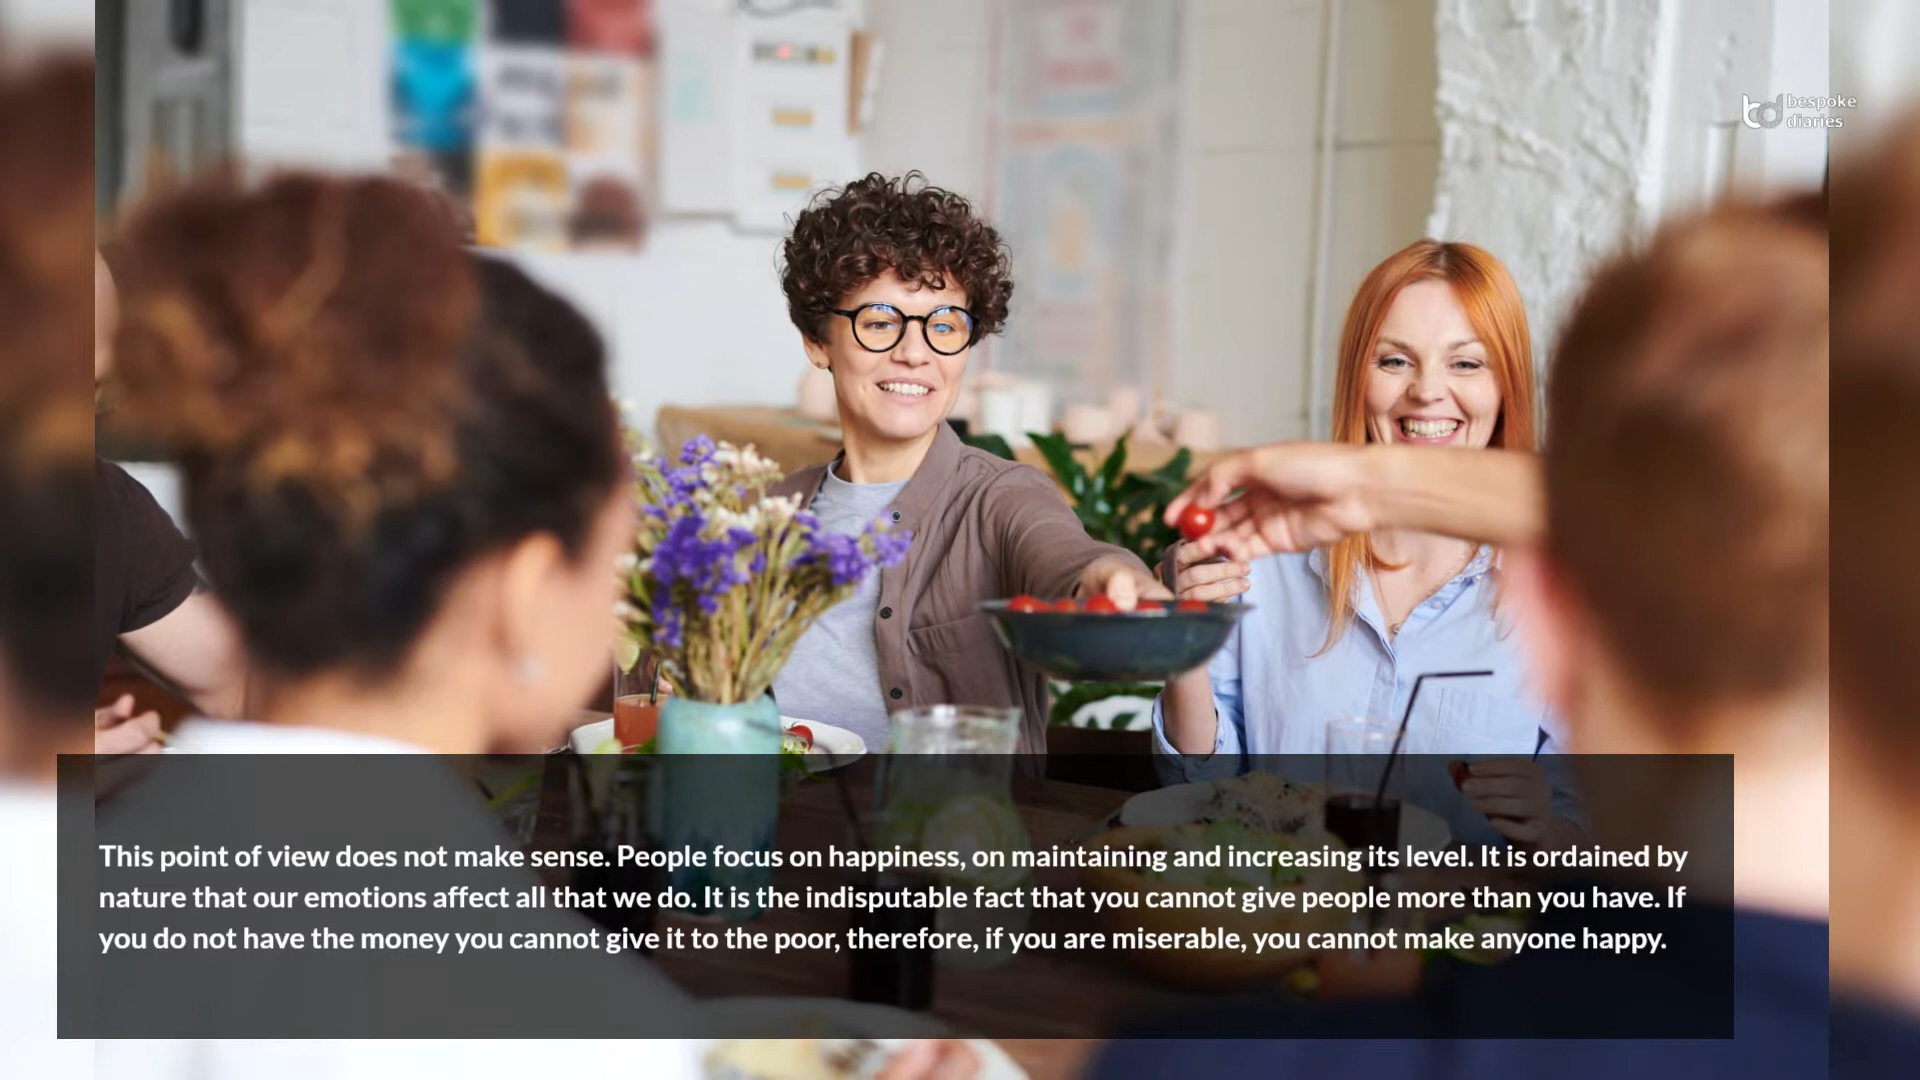 bespoke
diaries
This point of view does not make sense. People focus on happiness, on maintaining and increasing its level. It is ordained by
nature that our emotions affect all that we do. It is the indisputable fact that you cannot give people more than you have. If
you do not have the money you cannot give it to the poor, therefore, if you are miserable, you cannot make anyone happy.